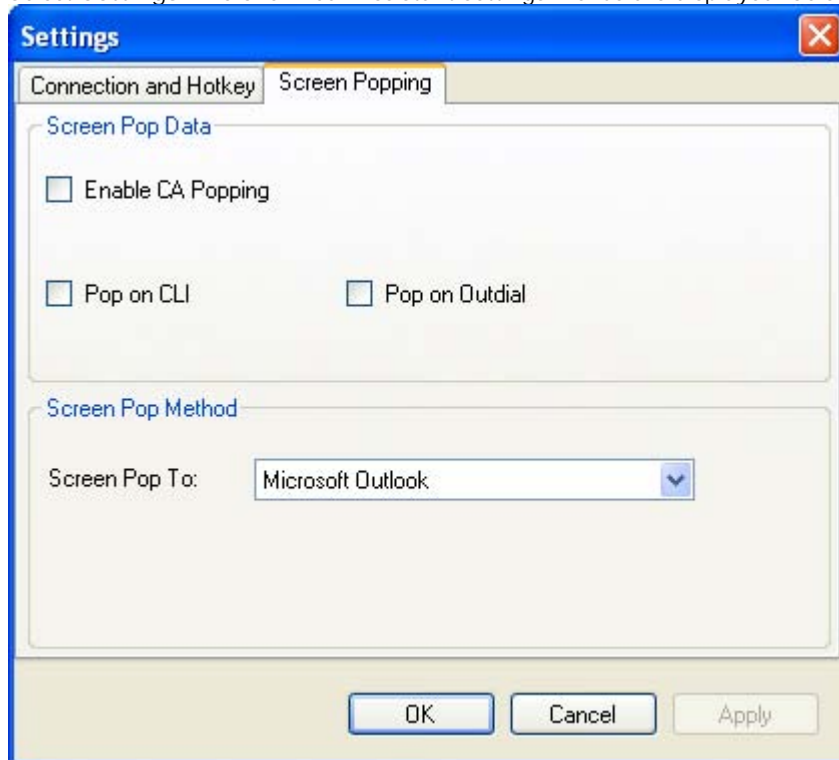 Settings
Connection and Hotkey Screen Popping
Screen Pop Data
Enable CA Popping
Pop on CLI Pop on Outdial
Screen Pop Method
Screen Pop To: Microsoft Outlook
OK Cancel Apply